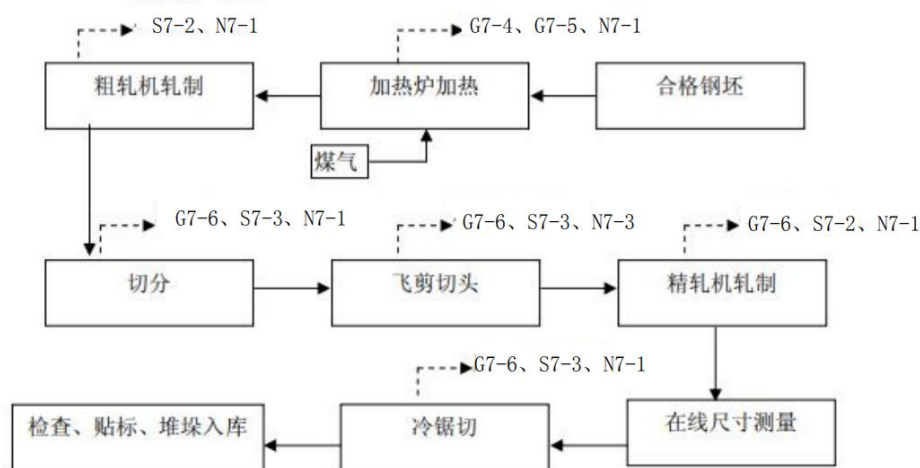 S7-2、N7-1
G7-4、G7-5、N7-1
粗轧机轧制
加热炉加热
合格钢坯
煤气
G7-6、S7-3、N7-1
G7-6、S7-3、N7-3
G7-6、S7-2、N7-1
切分
飞剪切头
精轧机轧制
G7-6、S7-3、N7-1
检查、贴标、堆垛入库
冷锯切
在线尺寸测量